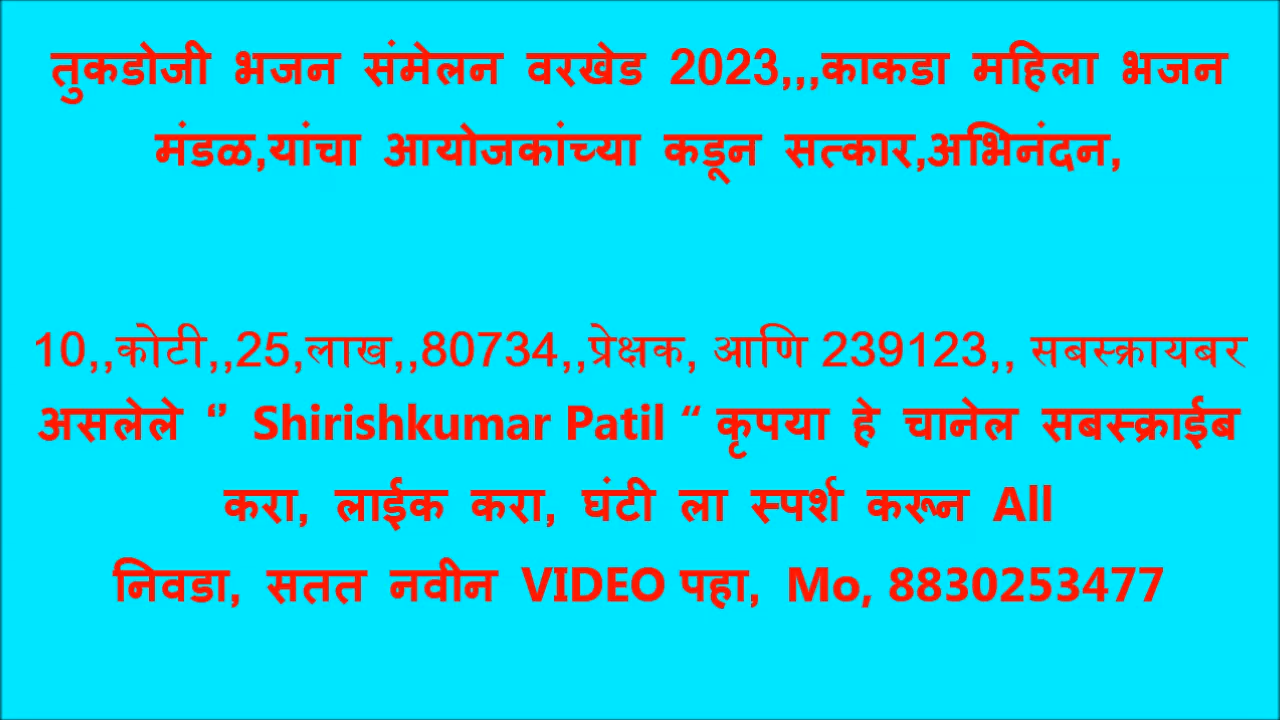 तुकडोजी भजन संमेलन वरखेड 2023,,,काकडा महिला भजन
मंडळ,यांचा आयोजकांच्या कडून सत्कार,अभिनंदन,
10,,कोटी,,25,लाख,,80734,,प्रेक्षक, आणि 239123,, सबस्क्रायबर
असलेले ‘’ Shirishkumar Patil “ कृपया हे चानेल सबस्क्राईब
करा, लाईक करा, घंटी ला स्पर्श करून All
निवडा, सतत नवीन VIDEO पहा, Mo, 8830253477